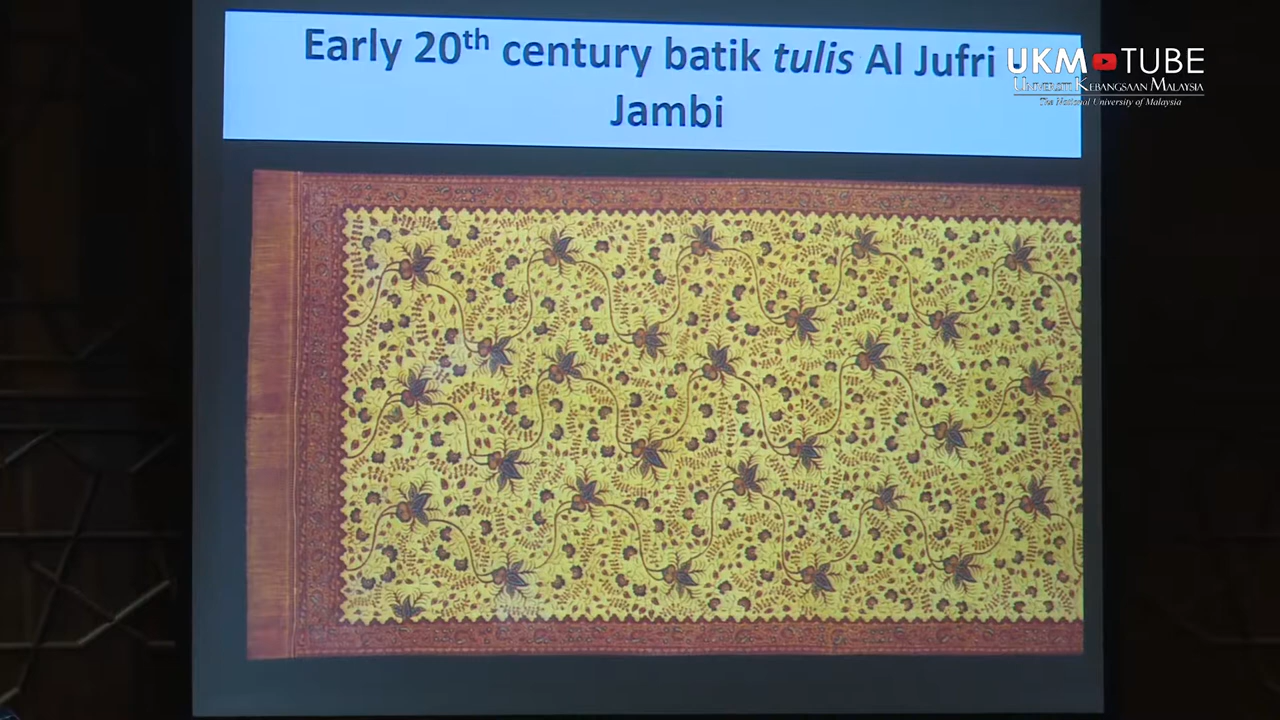 Early 20th century batik tulis Al Jufri
Jambi
UKM TUBE
UNIVERSITI KEBANGSAAN MALAYSIA
The National University of Malaysia